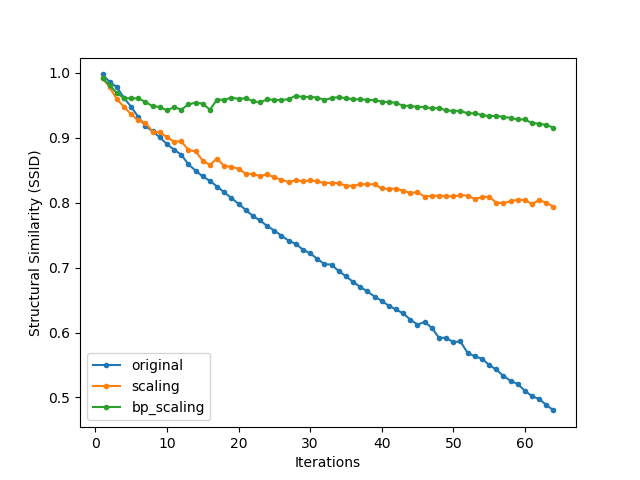 1.0
0.9
0.8
0.7
0.6
0.5
Structural Similarity (SSID)
original
scaling
bp_scaling
0 10 20 30 40 50 60
Iterations